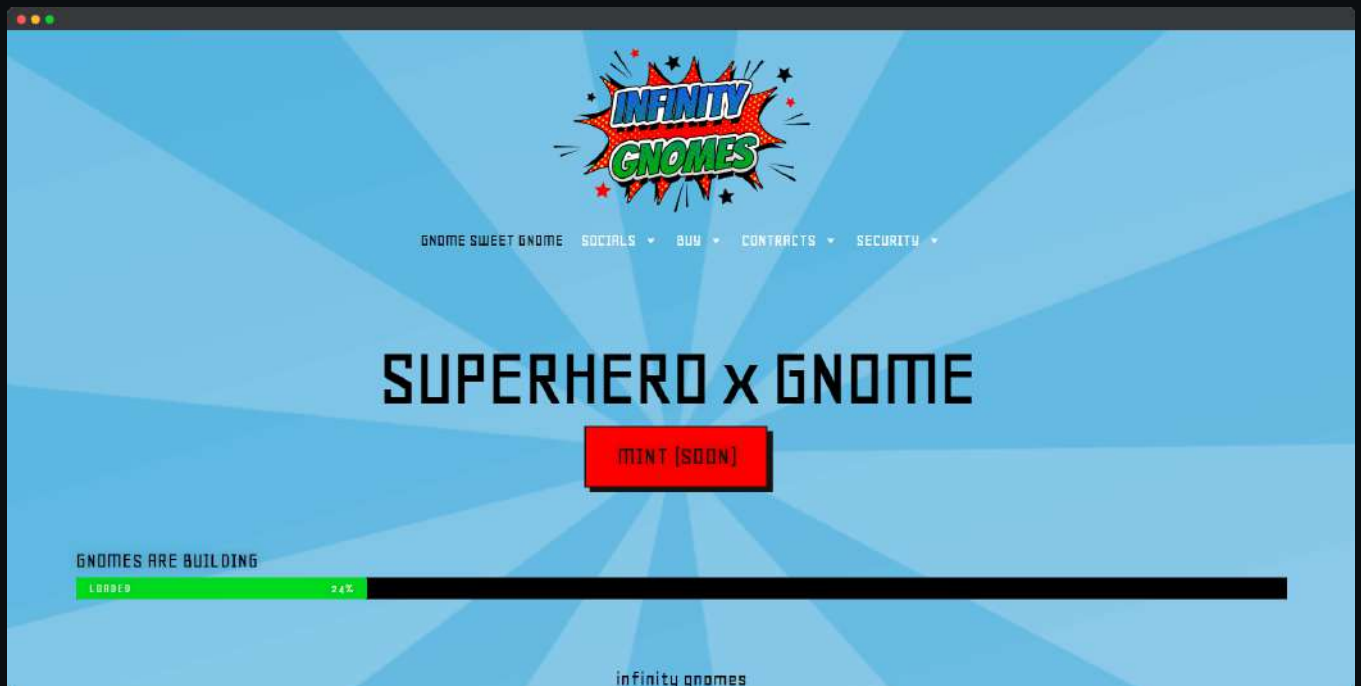 INFINITY
GNOMES
GNOME SWEET GNOME SOCIALS BUY CONTRACTS SECURITY
SUPERHERO x GNOME
MINT (SOON)
GNOMES ARE BUILDING
LOADED 24%
infinity gnomes